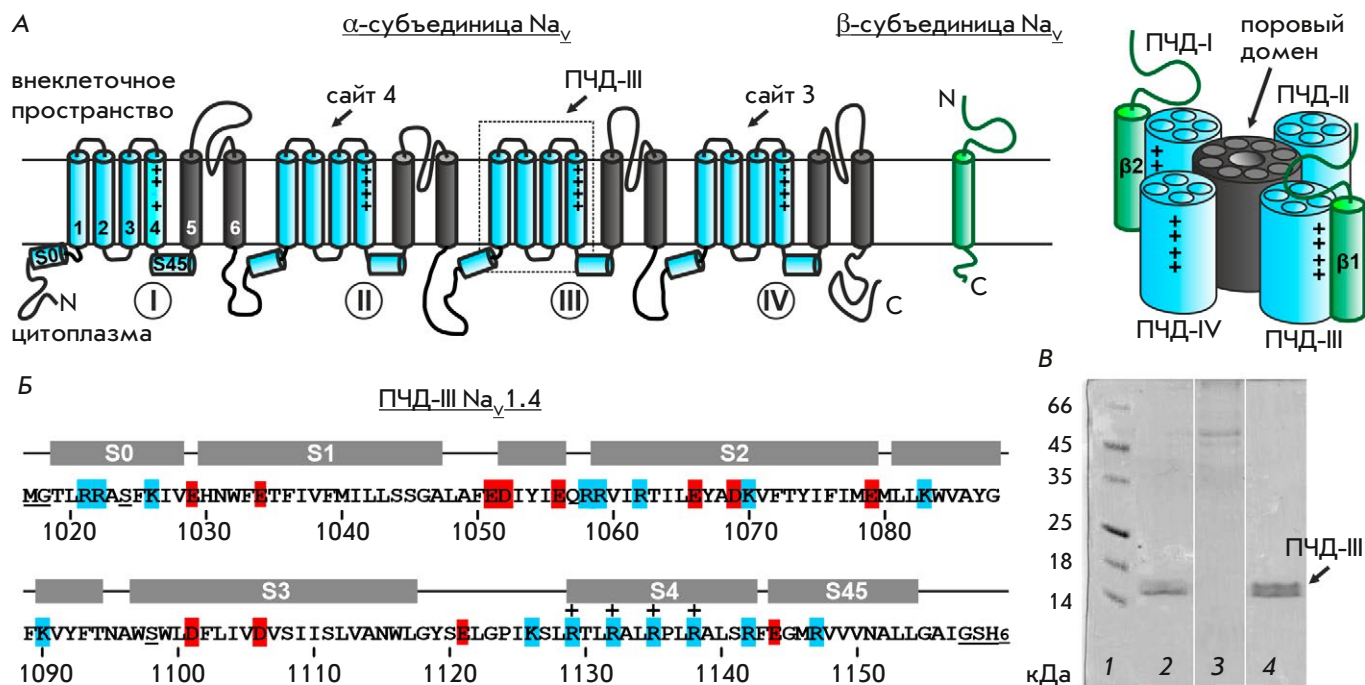 А
α-субъединица Naᵥ
β-субъединица Naᵥ
внеклеточное
пространство
сайт 4
ПЧД-III
сайт 3
N
1 2 3 4 5 6
S0
S45
N
I
II
III
IV
C
C
цитоплазма
поровый
домен
ПЧД-I
ПЧД-II
β2
β1
ПЧД-IV
ПЧД-III
++ +
++++
++++
++++
++
++++
++++
Б
ПЧД-III Naᵥ1.4
S0 S1 S2
MGTLRRASFKIVEHNWFETFIVFMILLSSGALAFEDIYIEQRRVIRTILEYADKVFTYIFIMEMLLKWVAYG
1020 1030 1040 1050 1060 1070 1080
S3 S4 S45
+ + + +
FKVYFTNAWSWLDFLIVDVSIISLVANWLGYSELGPIKSLRTLRALRPLRALSRFEGMRVVVNALLGAIGSH6
1090 1100 1110 1120 1130 1140 1150
В
66
45
35
25
18
14
кДа
1 2 3 4
ПЧД-III